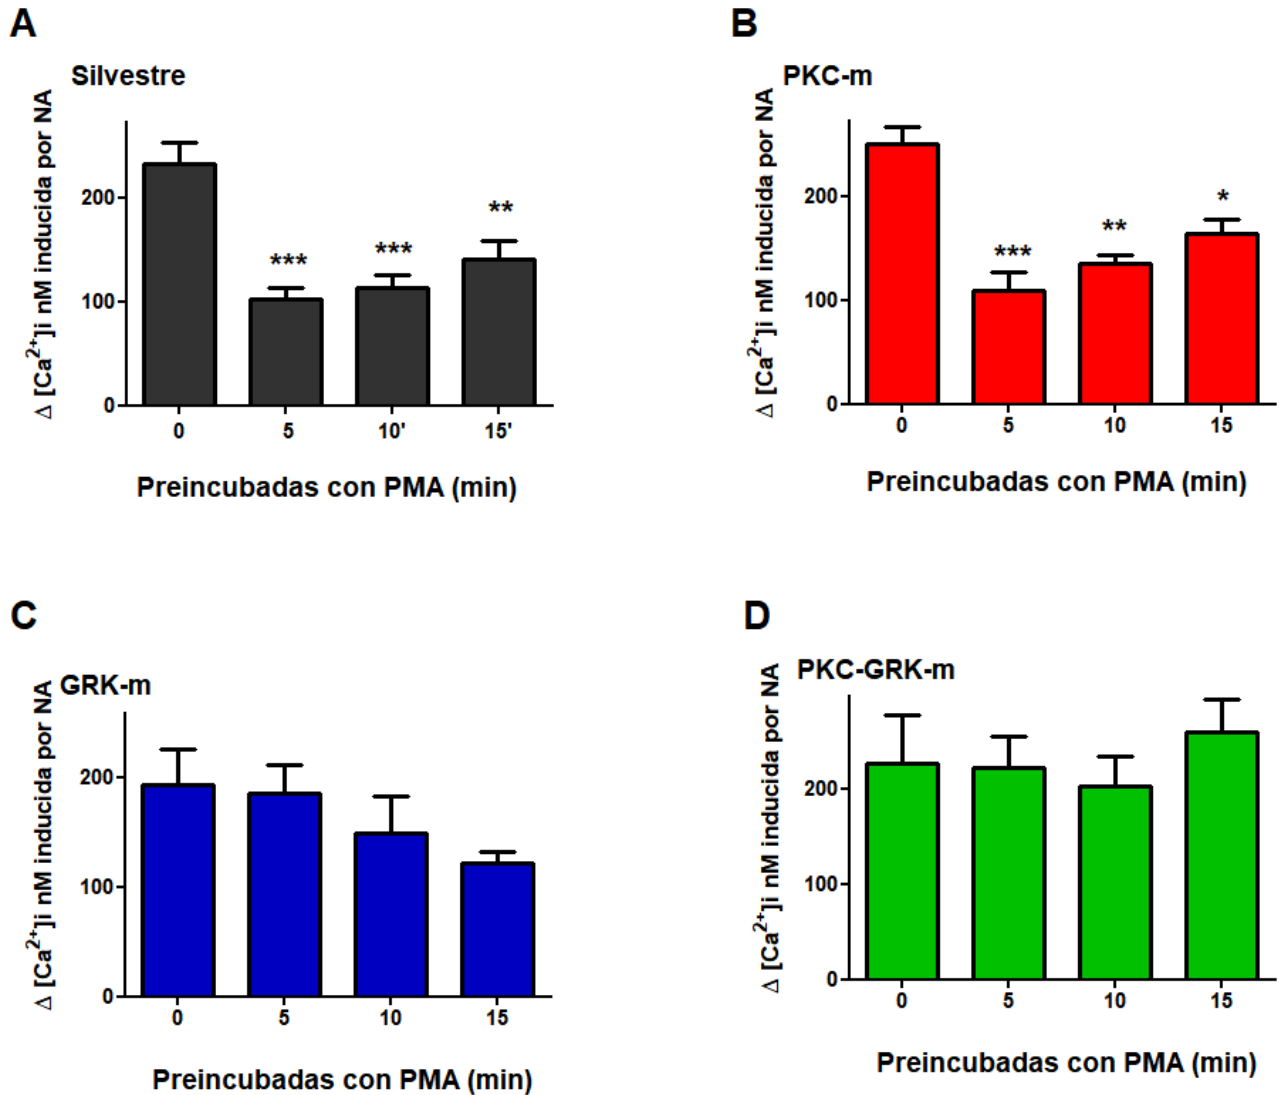 A
Silvestre
Δ [Ca²⁺]i nM inducida por NA
200
100
0
***
***
**
0 5 10' 15'
Preincubadas con PMA (min)
B
PKC-m
Δ [Ca²⁺]i nM inducida por NA
200
100
0
***
**
*
0 5 10 15
Preincubadas con PMA (min)
C
GRK-m
Δ [Ca²⁺]i nM inducida por NA
200
100
0
0 5 10 15
Preincubadas con PMA (min)
D
PKC-GRK-m
Δ [Ca²⁺]i nM inducida por NA
200
100
0
0 5 10 15
Preincubadas con PMA (min)